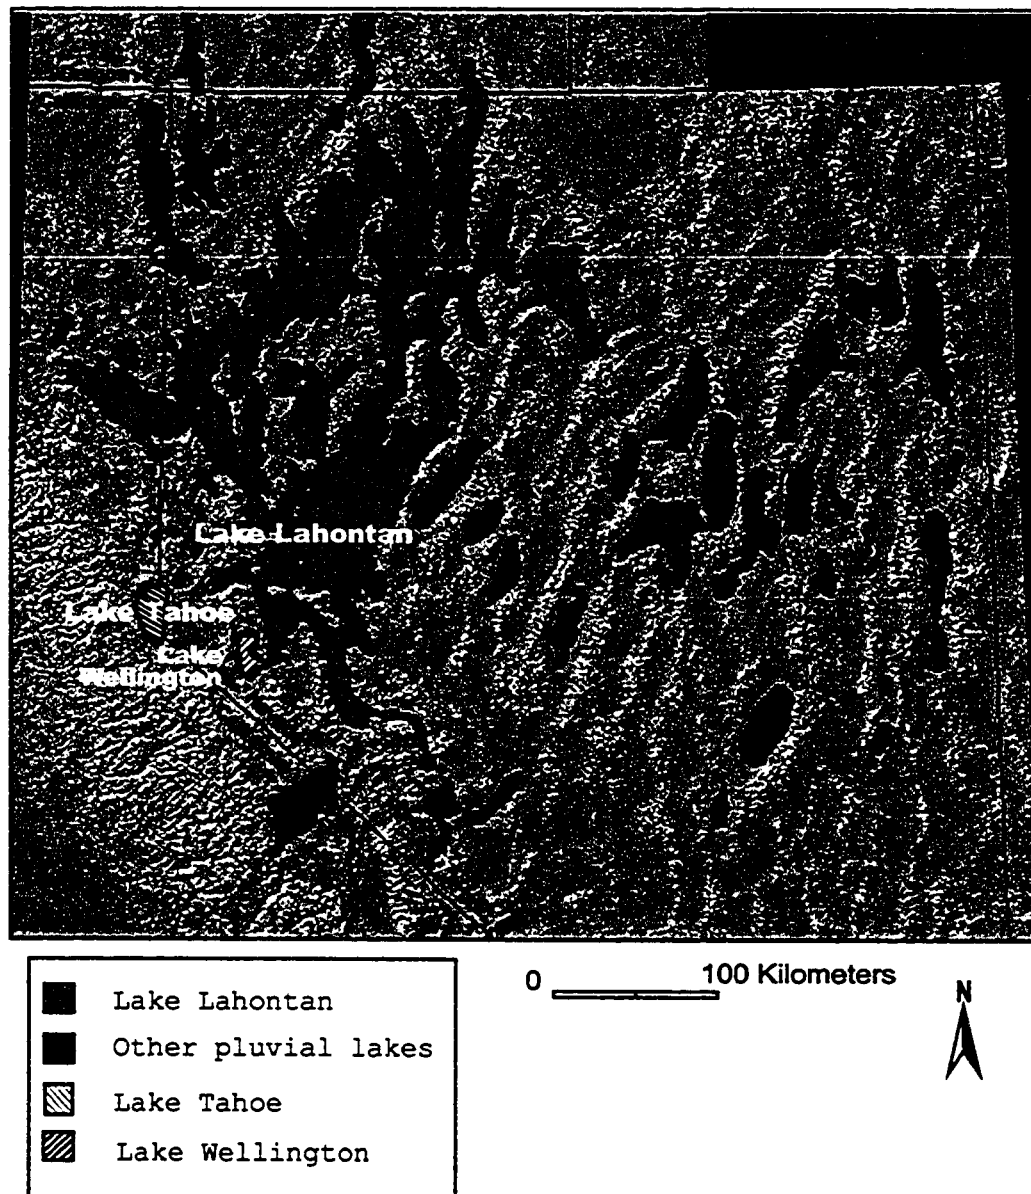 Lake Lahontan
Lake Tahoe
Lake
Wellington
0 100 Kilometers
N
Lake Lahontan
Other pluvial lakes
Lake Tahoe
Lake Wellington